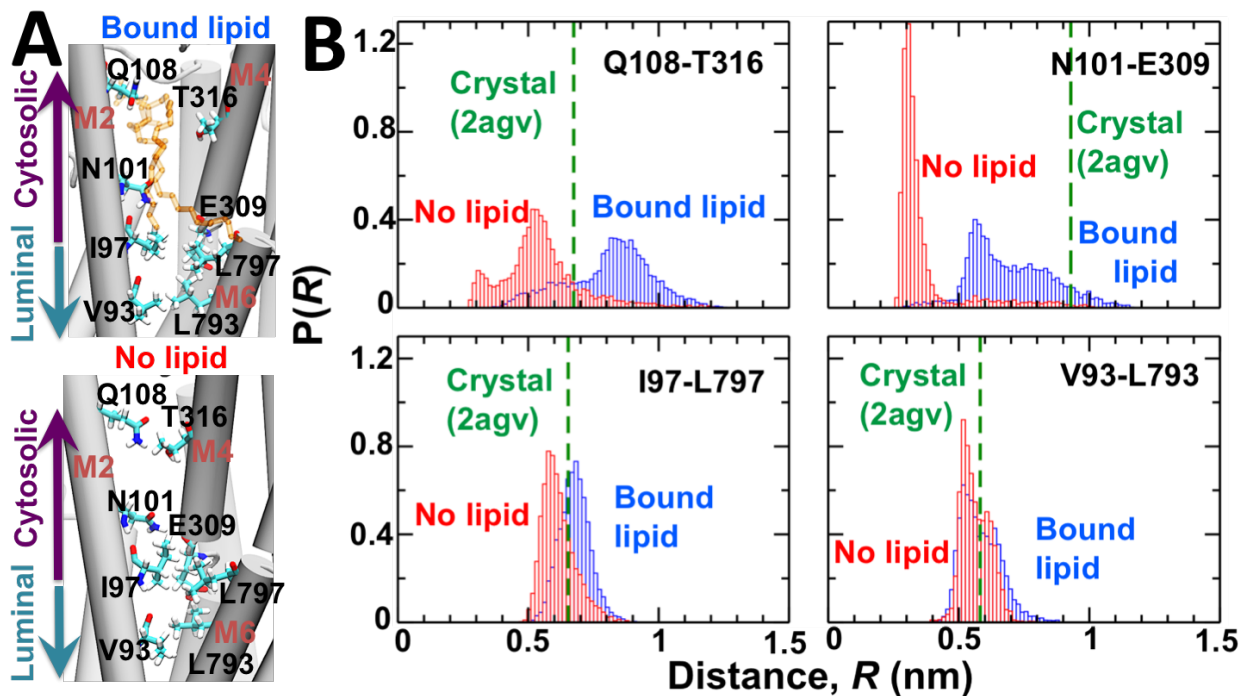 A
Bound lipid
Cytosolic
Luminal
Q108
T316
M4
M2
N101
E309
I97
L797
V93
M6
L793
No lipid
Cytosolic
Luminal
Q108
T316
M2
M4
N101
E309
I97
L797
V93
M6
L793
B
P(R)
1.2
0.8
0.4
0
Q108-T316
Crystal
(2agv)
No lipid
Bound lipid
N101-E309
Crystal
(2agv)
No lipid
Bound
lipid
1.2
0.8
0.4
0
I97-L797
Crystal
(2agv)
No lipid
Bound
lipid
0 0.5 1 1.5
V93-L793
Crystal
(2agv)
No lipid
Bound
lipid
0 0.5 1 1.5
Distance, R (nm)